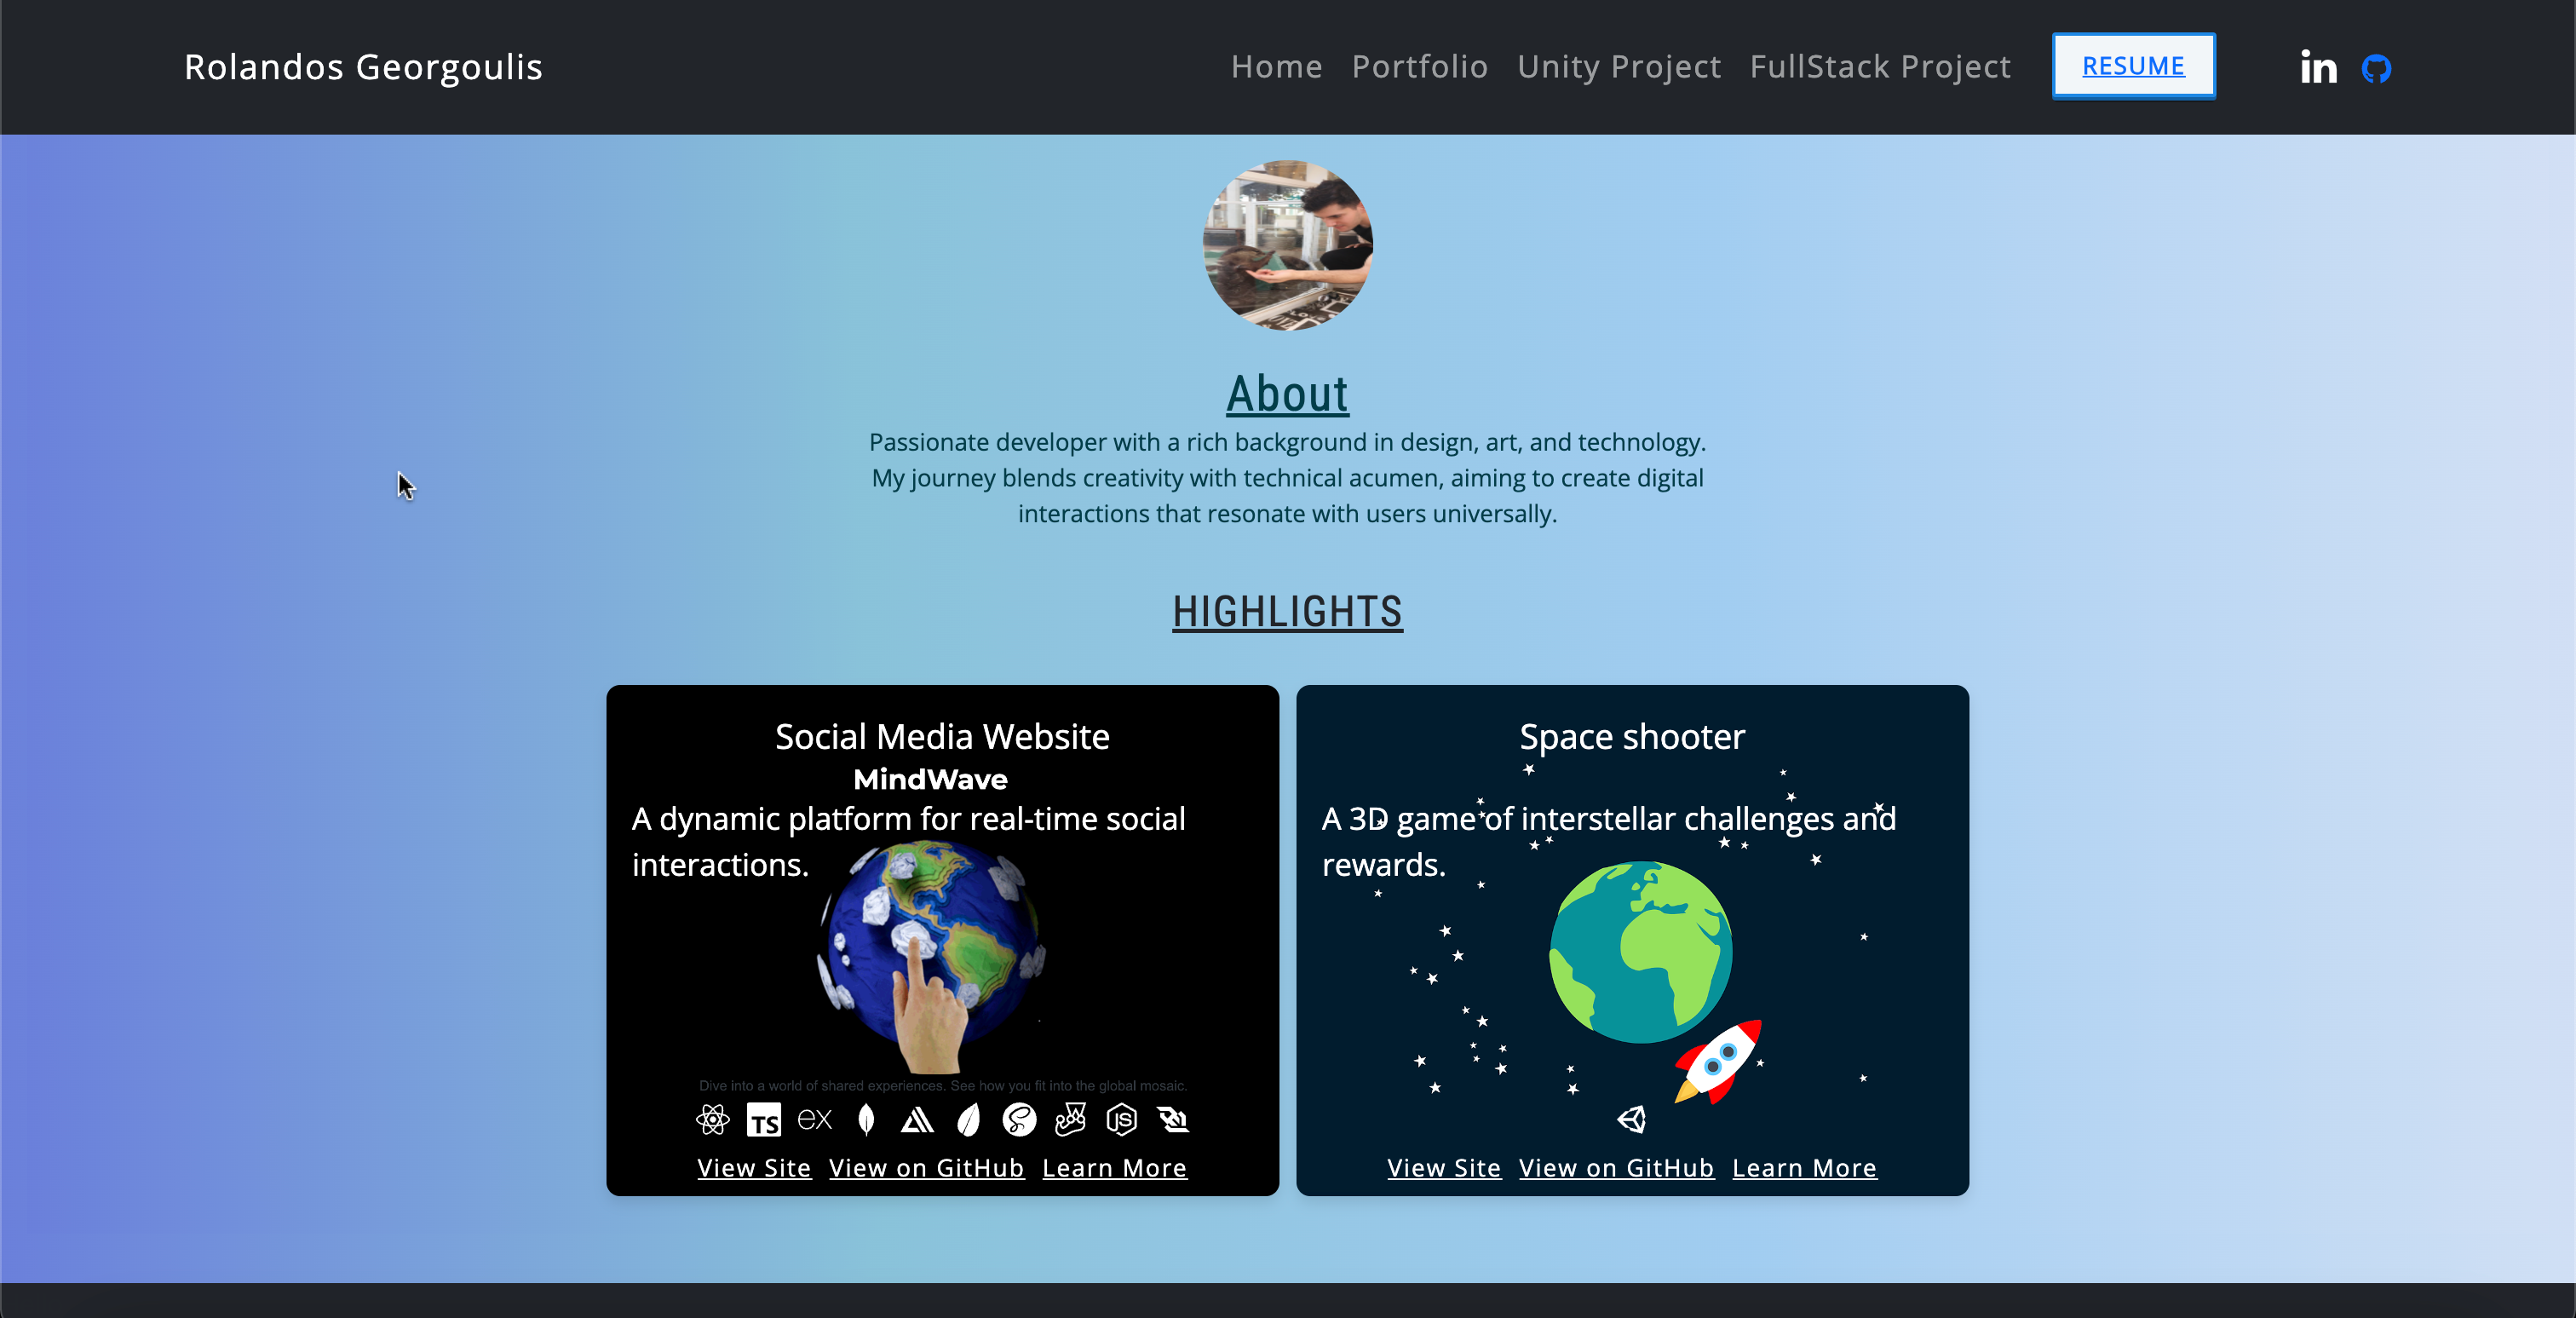 Rolandos Georgoulis
Home Portfolio Unity Project FullStack Project RESUME in
About
Passionate developer with a rich background in design, art, and technology.
My journey blends creativity with technical acumen, aiming to create digital
interactions that resonate with users universally.
HIGHLIGHTS
Social Media Website
MindWave
A dynamic platform for real-time social
interactions.
Dive into a world of shared experiences. See how you fit into the global mosaic.
TS ex JS
View Site View on GitHub Learn More
Space shooter
A 3D game of interstellar challenges and
rewards.
View Site View on GitHub Learn More